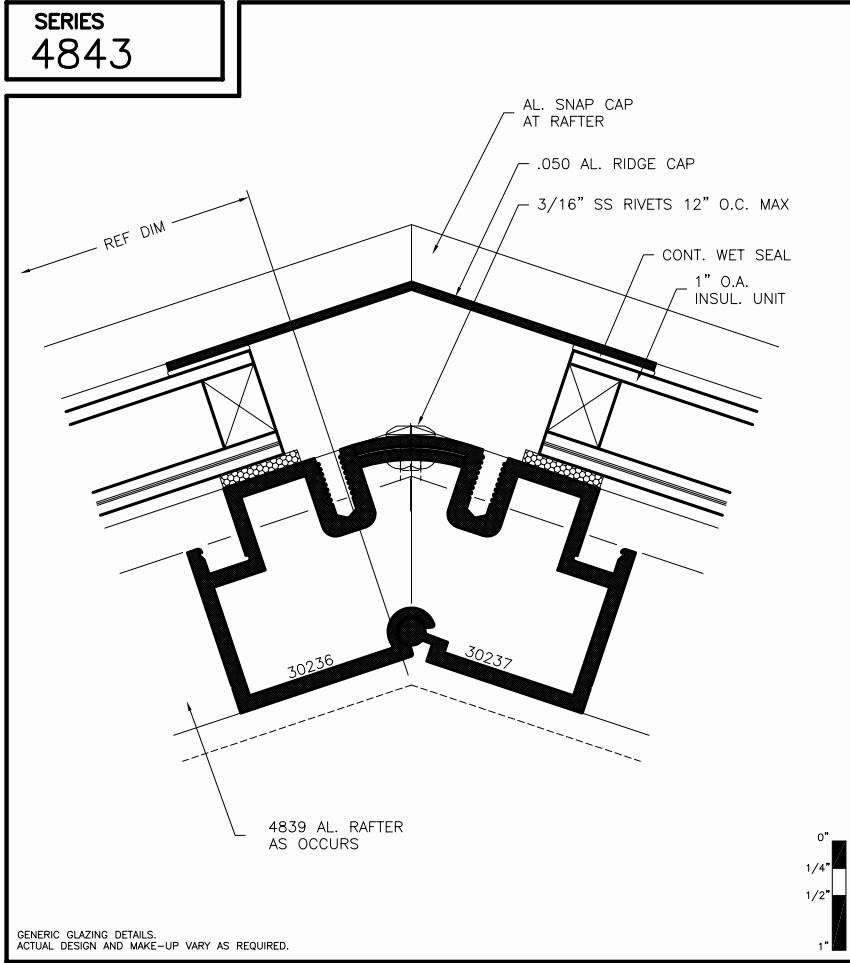 SERIES
4843
AL. SNAP CAP
AT RAFTER
.050 AL. RIDGE CAP
3/16" SS RIVETS 12" O.C. MAX
REF DIM
CONT. WET SEAL
1" O.A.
INSUL. UNIT
30236
30237
4839 AL. RAFTER
AS OCCURS
0"
1/4"
1/2"
1"
GENERIC GLAZING DETAILS.
ACTUAL DESIGN AND MAKE-UP VARY AS REQUIRED.